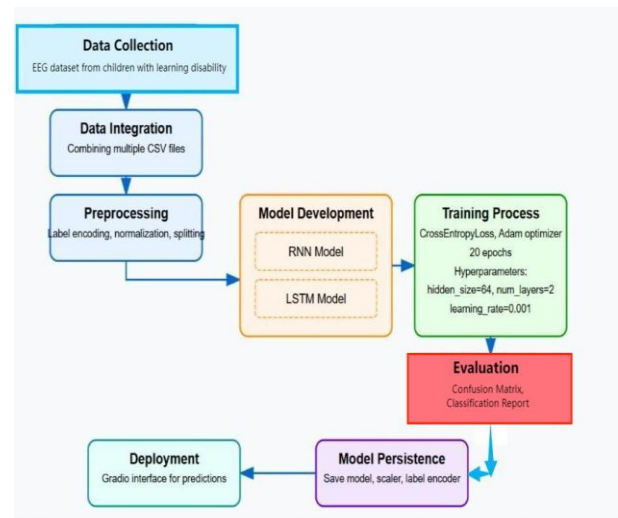 Data Collection
EEG dataset from children with learning disability
Data Integration
Combining multiple CSV files
Preprocessing
Label encoding, normalization, splitting
Model Development
RNN Model
LSTM Model
Training Process
CrossEntropyLoss, Adam optimizer
20 epochs
Hyperparameters:
hidden_size=64, num_layers=2
learning_rate=0.001
Evaluation
Confusion Matrix,
Classification Report
Deployment
Gradio interface for predictions
Model Persistence
Save model, scaler, label encoder